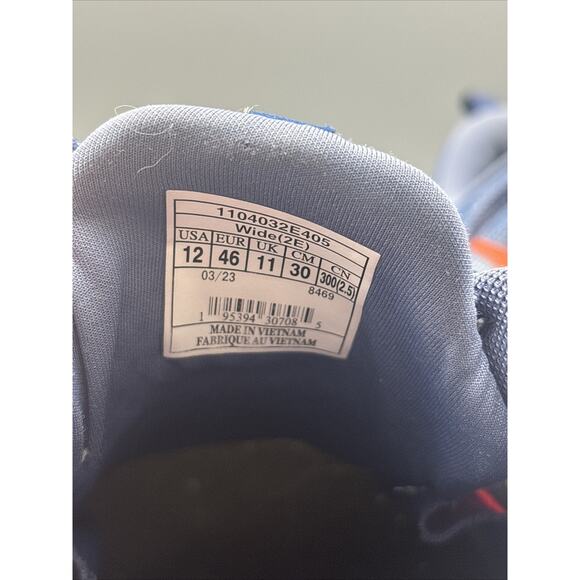 1104032E405
Wide(2E)
USA EUR UK CM CN
12 46 11 30 300(2.5)
03/23 8469
1 95394 30708 5
MADE IN VIETNAM
FABRIQUE AU VIETNAM